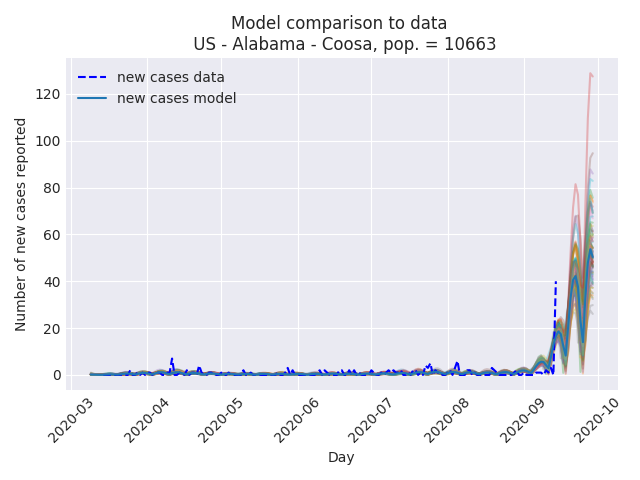 Model comparison to data
US - Alabama - Coosa, pop. = 10663
new cases data
new cases model
Number of new cases reported
120
100
80
60
40
20
0
2020-03
2020-04
2020-05
2020-06
2020-07
2020-08
2020-09
2020-10
Day